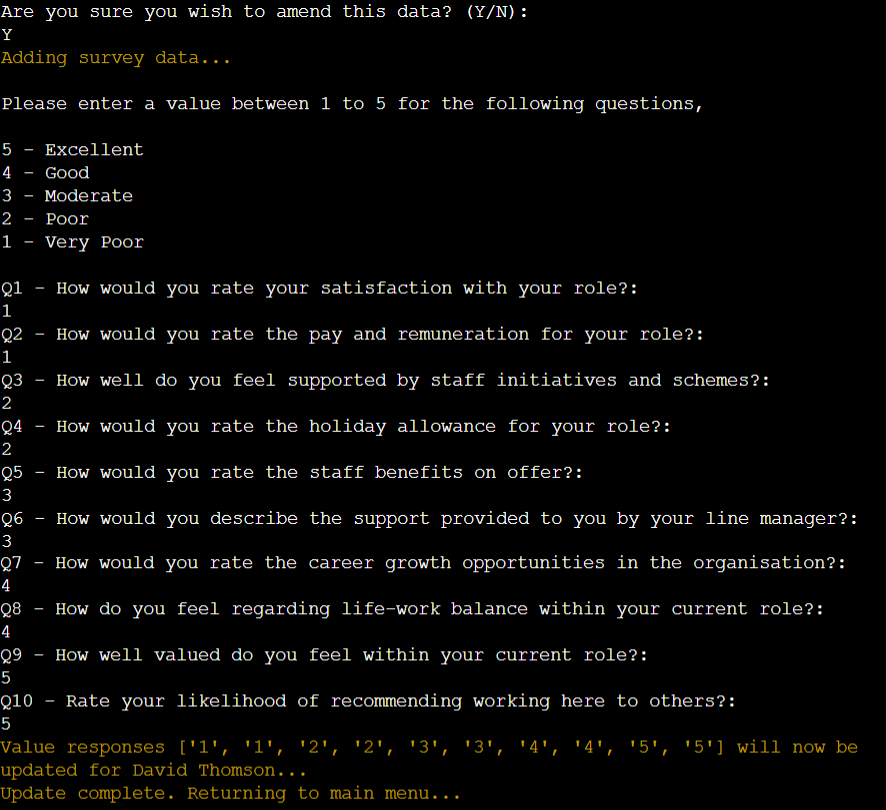 Are you sure you wish to amend this data? (Y/N):
Y
Adding survey data...
Please enter a value between 1 to 5 for the following questions,
5 - Excellent
4 - Good
3 - Moderate
2 - Poor
1 - Very Poor
Q1 - How would you rate your satisfaction with your role?:
1
Q2 - How would you rate the pay and remuneration for your role?:
1
Q3 - How well do you feel supported by staff initiatives and schemes?:
2
Q4 - How would you rate the holiday allowance for your role?:
2
Q5 - How would you rate the staff benefits on offer?:
3
Q6 - How would you describe the support provided to you by your line manager?:
3
Q7 - How would you rate the career growth opportunities in the organisation?:
4
Q8 - How do you feel regarding life-work balance within your current role?:
4
Q9 - How well valued do you feel within your current role?:
5
Q10 - Rate your likelihood of recommending working here to others?:
5
Value responses ['1', '1', '2', '2', '3', '3', '4', '4', '5', '5'] will now be
updated for David Thomson...
Update complete. Returning to main menu...